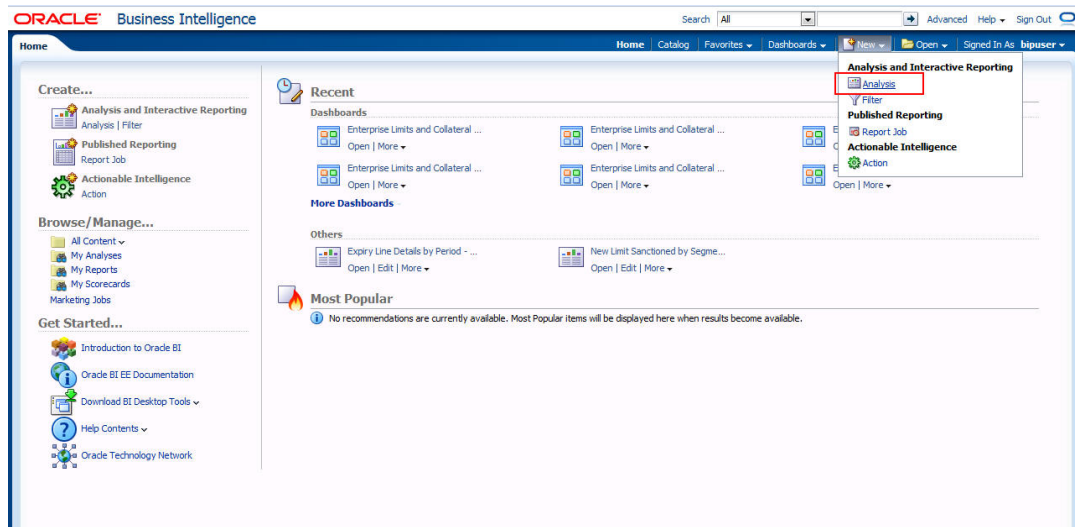 ORACLE Business Intelligence
Search All Advanced Help Sign Out
Home
Home Catalog Favorites Dashboards New Open Signed In As bipuser
Analysis and Interactive Reporting
Analysis
Filter
Published Reporting
Report Job
Actionable Intelligence
Action
Create...
Analysis and Interactive Reporting
Analysis | Filter
Published Reporting
Report Job
Actionable Intelligence
Action
Browse/Manage...
All Content
My Analyses
My Reports
My Scorecards
Marketing Jobs
Get Started...
Introduction to Oracle BI
Oracle BI EE Documentation
Download BI Desktop Tools
Help Contents
Oracle Technology Network
Recent
Dashboards
Enterprise Limits and Collateral ...
Open | More
Enterprise Limits and Collateral ...
Open | More
Enterprise Limits and Collateral ...
Open | More
Enterprise Limits and Collateral ...
Open | More
Open | More
More Dashboards
Others
Expiry Line Details by Period - ...
Open | Edit | More
New Limit Sanctioned by Segme...
Open | Edit | More
Most Popular
No recommendations are currently available. Most Popular items will be displayed here when results become available.